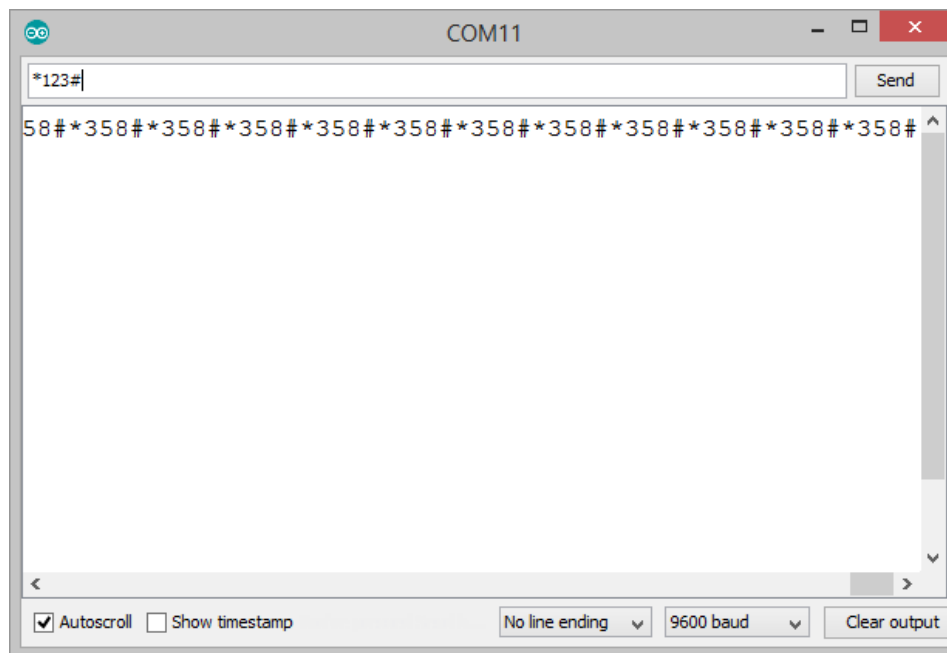 COM11
*123#
Send
58#*358#*358#*358#*358#*358#*358#*358#*358#*358#*358#*358#
Autoscroll
Show timestamp
No line ending
9600 baud
Clear output